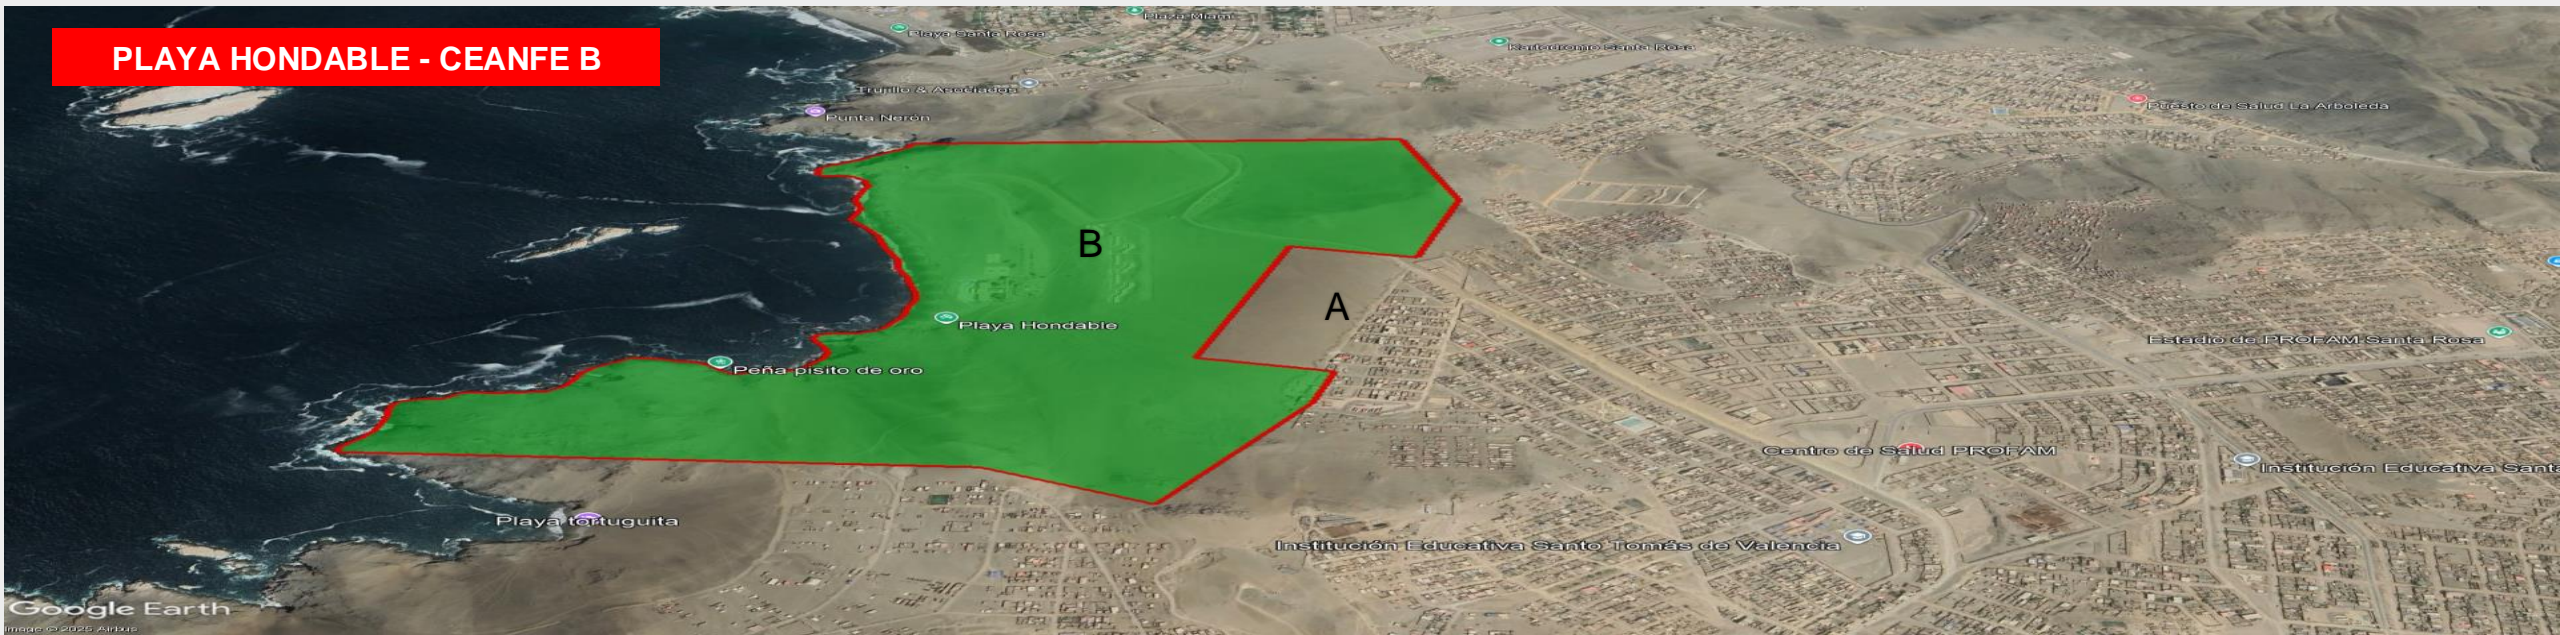 Plaza Miami
Playa Santa Rosa
Kartodromo Santa Rosa
PLAYA HONDABLE - CEANFE B
Trujillo & Asociados
Puesto de Salud La Arboleda
Punta Nerón
B
A
Playa Hondable
Estadio de PROFAM Santa Rosa
Peña pisito de oro
Centro de Salud PROFAM
Institución Educativa Santa
Playa tortuguita
Institución Educativa Santo Tomás de Valencia
Google Earth
Image © 2025 Airbus